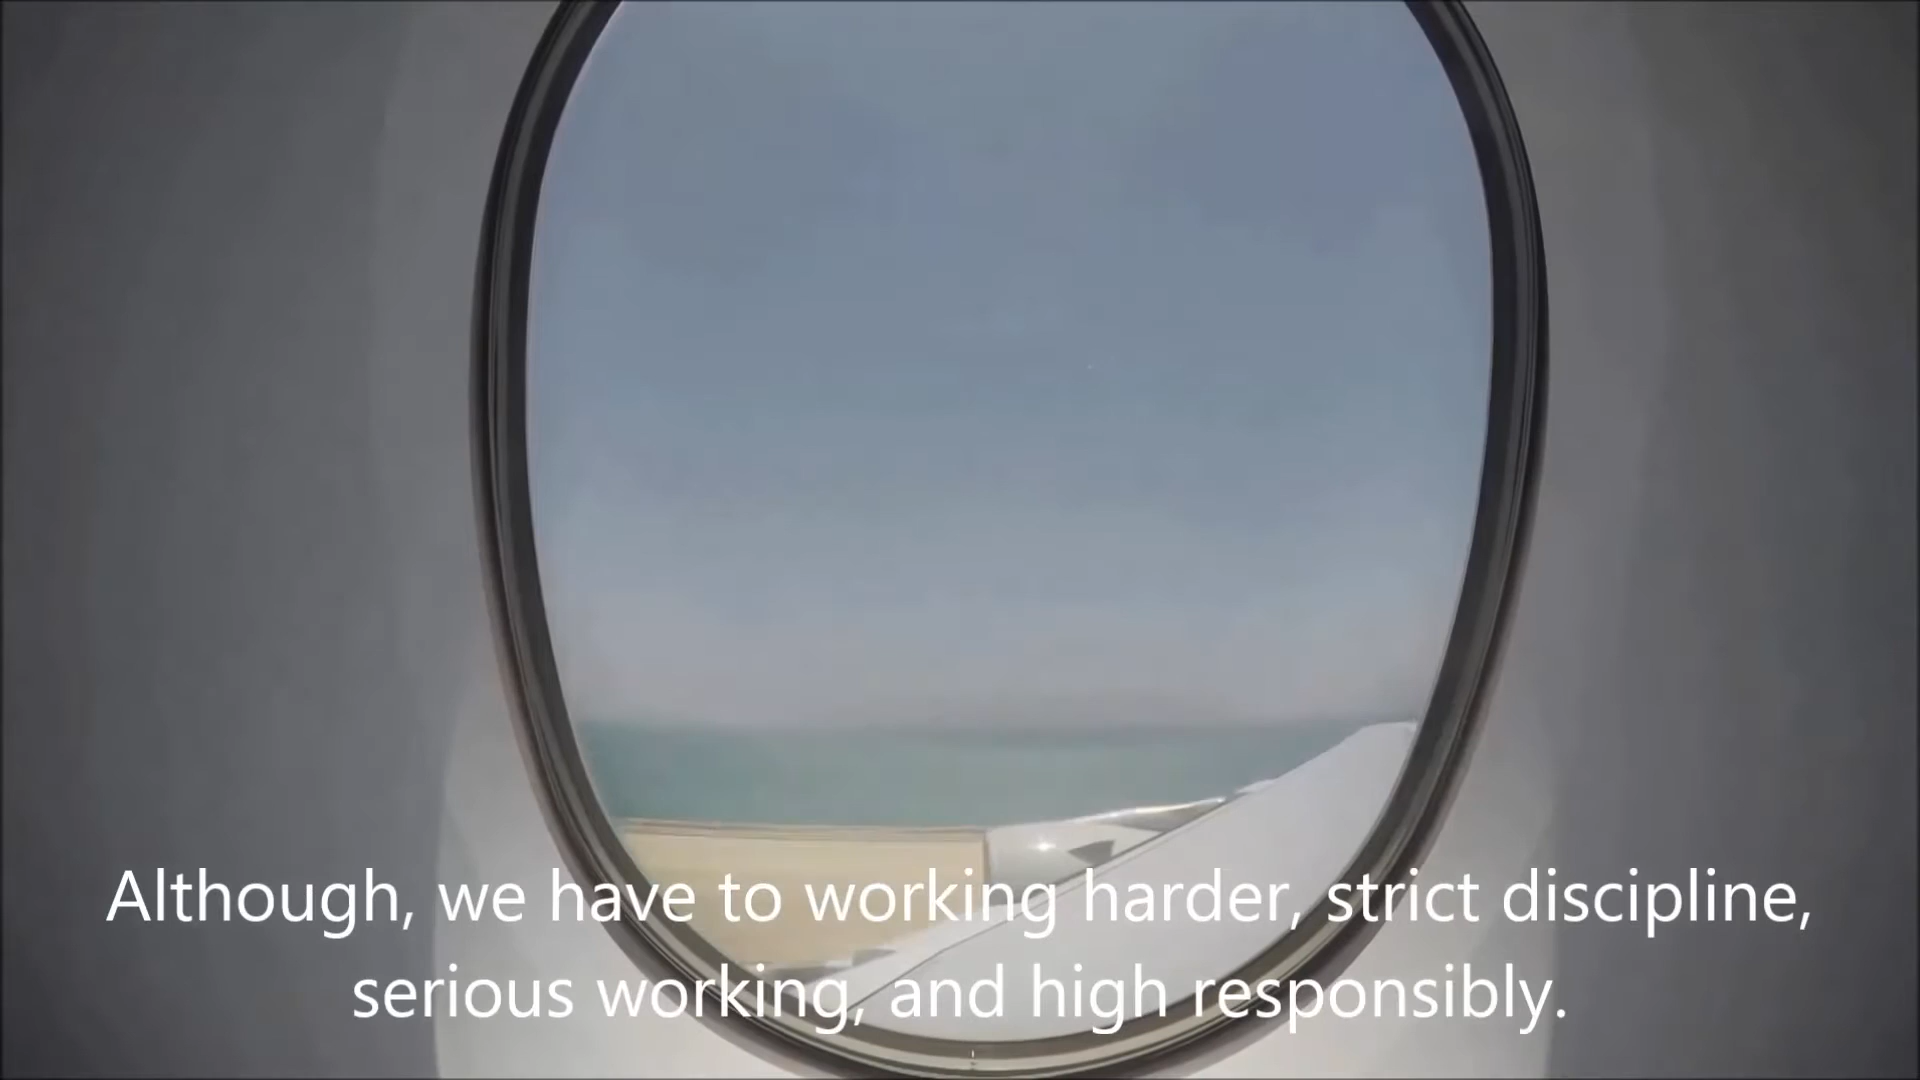 Although, we have to working harder, strict discipline,
serious working, and high responsibly.